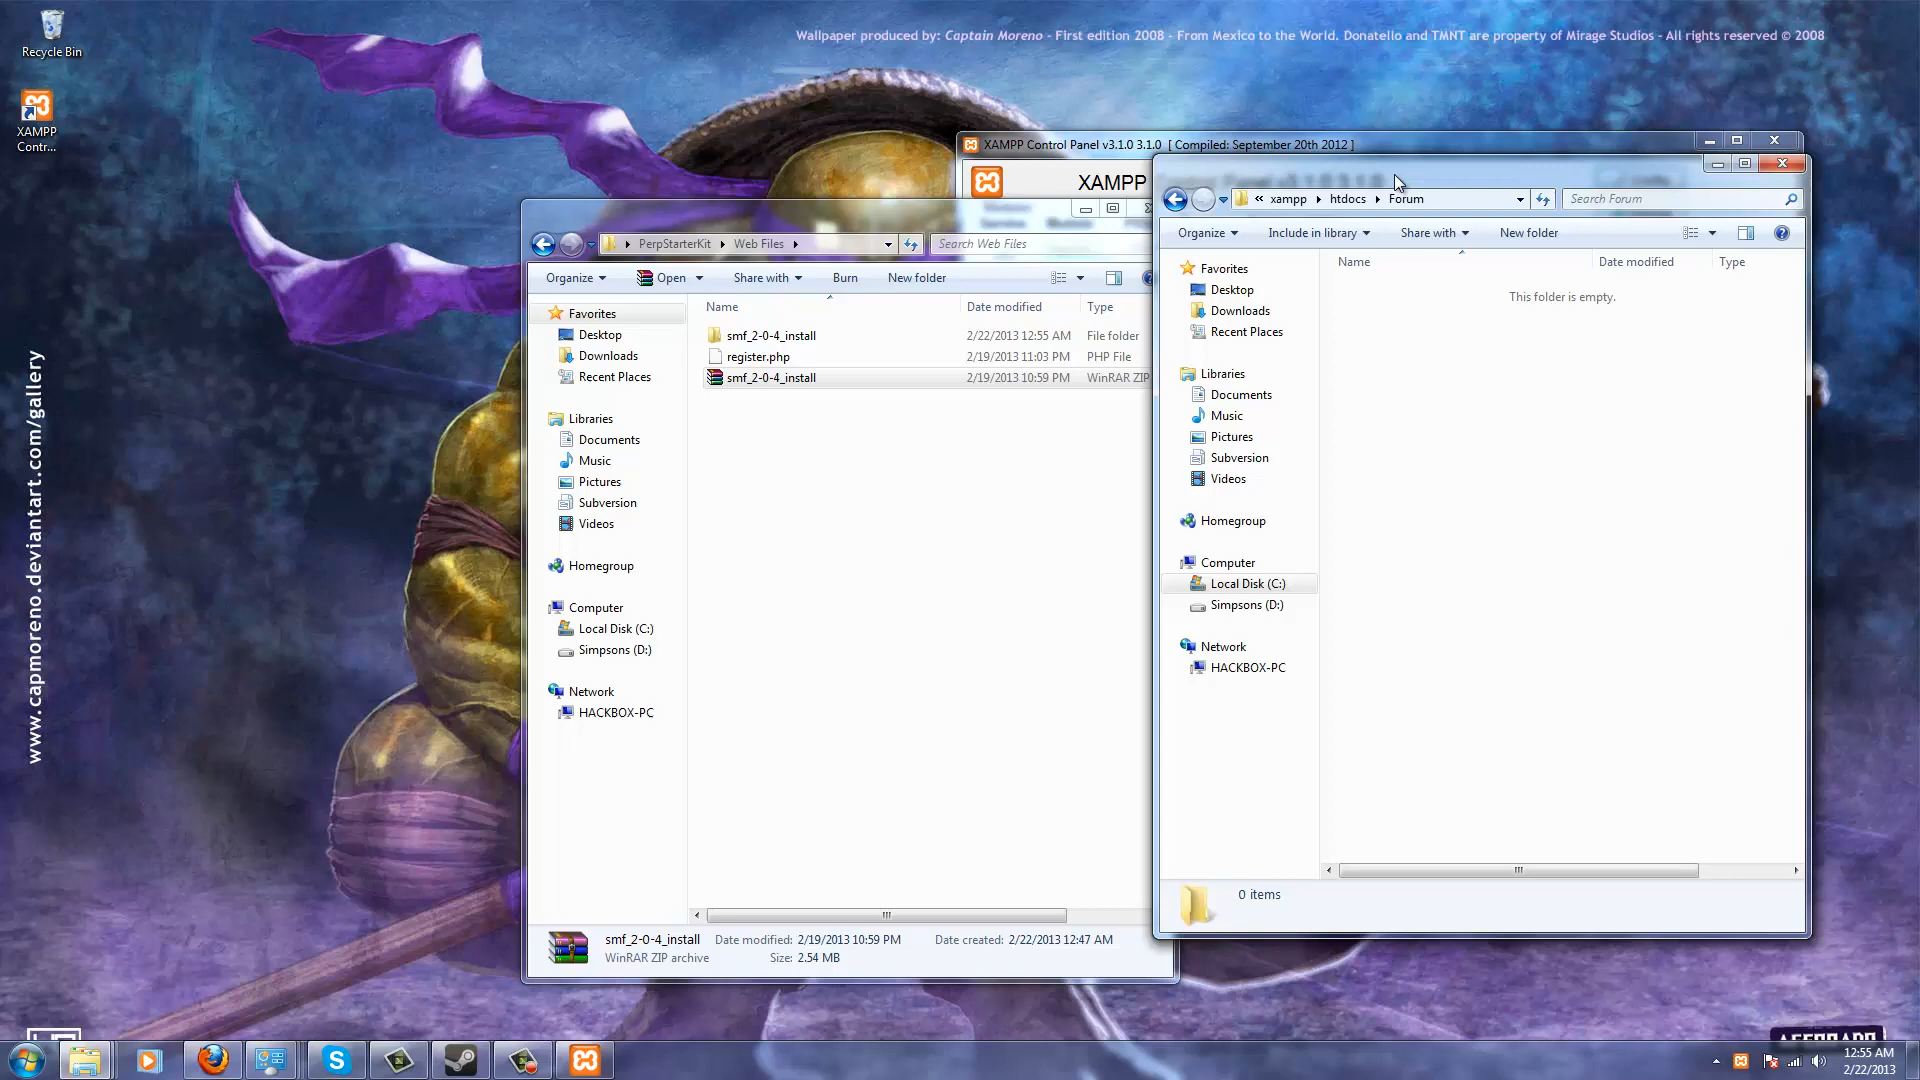 Recycle Bin
XAMPP
Contr...
Wallpaper produced by: Captain Moreno - First edition 2008 - From Mexico to the World. Donatello and TMNT are property of Mirage Studios - All rights reserved © 2008
www.capmoreno.deviantart.com/gallery
XAMPP Control Panel v3.1.0 3.1.0 [ Compiled: September 20th 2012 ]
XAMPP
PerpStarterKit Web Files
Search Web Files
Organize Open Share with Burn New folder
Name Date modified Type
smf_2-0-4_install 2/22/2013 12:55 AM File folder
register.php 2/19/2013 11:03 PM PHP File
smf_2-0-4_install 2/19/2013 10:59 PM WinRAR ZIP
Favorites
Desktop
Downloads
Recent Places
Libraries
Documents
Music
Pictures
Subversion
Videos
Homegroup
Computer
Local Disk (C:)
Simpsons (D:)
Network
HACKBOX-PC
smf_2-0-4_install Date modified: 2/19/2013 10:59 PM Date created: 2/22/2013 12:47 AM
WinRAR ZIP archive Size: 2.54 MB
« xampp htdocs Forum
Search Forum
Organize Include in library Share with New folder
Name Date modified Type
This folder is empty.
Favorites
Desktop
Downloads
Recent Places
Libraries
Documents
Music
Pictures
Subversion
Videos
Homegroup
Computer
Local Disk (C:)
Simpsons (D:)
Network
HACKBOX-PC
0 items
12:55 AM
2/22/2013